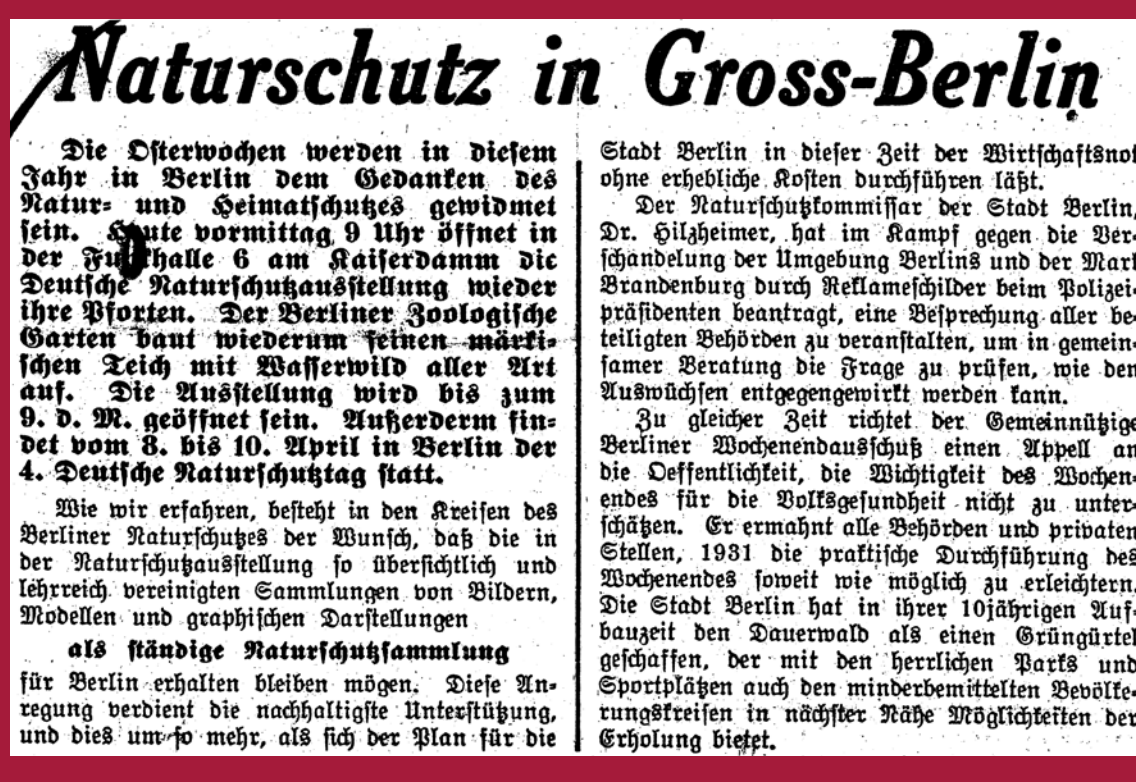 Naturschutz in Gross-Berlin
Die Osterwochen werden in diesem
Jahr in Berlin dem Gedanken des
Natur- und Heimatschutzes gewidmet
sein. Heute vormittag 9 Uhr öffnet in
der Funkhalle 6 am Kaiserdamm die
Deutsche Naturschutzausstellung wieder
ihre Pforten. Der Berliner Zoologische
Garten baut wiederum seinen märki-
schen Teich mit Wasserwild aller Art
auf. Die Ausstellung wird bis zum
9. d. M. geöffnet sein. Außerderm fin-
det vom 8. bis 10. April in Berlin der
4. Deutsche Naturschutztag statt.
Wie wir erfahren, besteht in den Kreisen des
Berliner Naturschutzes der Wunsch, daß die in
der Naturschutzausstellung so übersichtlich und
lehrreich vereinigten Sammlungen von Bildern,
Modellen und graphischen Darstellungen
als ständige Naturschutzsammlung
für Berlin erhalten bleiben mögen. Diese An-
regung verdient die nachhaltigste Unterstützung,
und dies um so mehr, als sich der Plan für die
Stadt Berlin in dieser Zeit der Wirtschaftsnot
ohne erhebliche Kosten durchführen läßt.
Der Naturschutzkommissar der Stadt Berlin,
Dr. Hilzheimer, hat im Kampf gegen die Ver-
schandelung der Umgebung Berlins und der Mark
Brandenburg durch Reklameschilder beim Polizei-
präsidenten beantragt, eine Besprechung aller be-
teiligten Behörden zu veranstalten, um in gemein-
samer Beratung die Frage zu prüfen, wie den
Auswüchsen entgegengewirkt werden kann.
Zu gleicher Zeit richtet der Gemeinnützige
Berliner Wochenendausschuß einen Appell an
die Oeffentlichkeit, die Wichtigkeit des Wochen-
endes für die Volksgesundheit nicht zu unter-
schätzen. Er ermahnt alle Behörden und privaten
Stellen, 1931 die praktische Durchführung des
Wochenendes soweit wie möglich zu erleichtern.
Die Stadt Berlin hat in ihrer 10jährigen Auf-
bauzeit den Dauerwald als einen Grüngürtel
geschaffen, der mit den herrlichen Parks und
Sportplätzen auch den minderbemittelten Bevölke-
rungskreisen in nächster Nähe Möglichkeiten der
Erholung bietet.